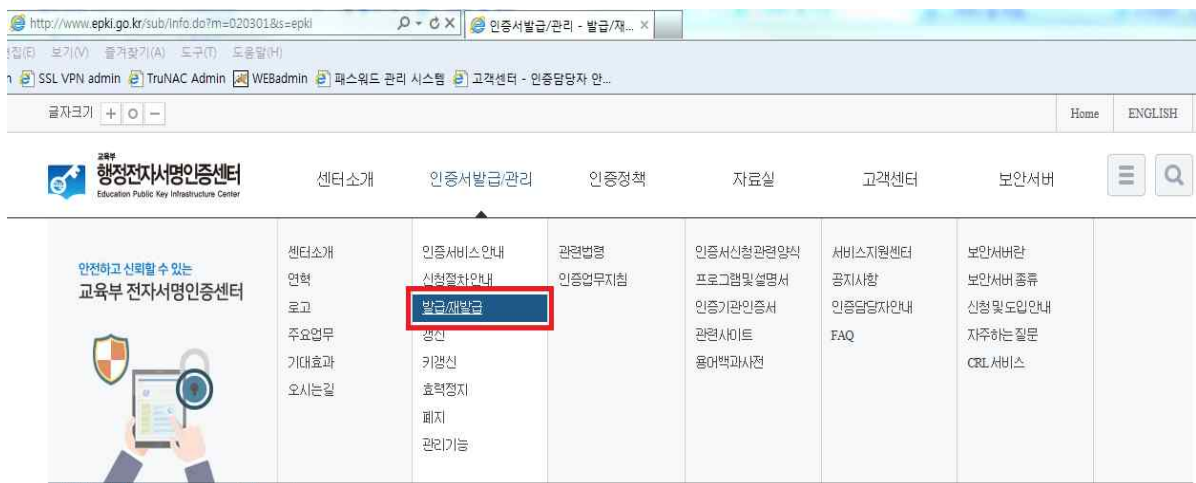 http://www.epki.go.kr/sub/info.do?m=020301&s=epki
인증서발급/관리 - 발급/재... ×
집(E) 보기(V) 즐겨찾기(A) 도구(T) 도움말(H)
SSL VPN admin TruNAC Admin WEBadmin 패스워드 관리 시스템 고객센터 - 인증담당자 안...
글자크기 + o - Home ENGLISH
교육부
행정전자서명인증센터
Education Public Key Infrastructure Center
센터소개 인증서발급/관리 인증정책 자료실 고객센터 보안서버
안전하고 신뢰할 수 있는
교육부 전자서명인증센터
센터소개
연혁
로고
주요업무
기대효과
오시는길
인증서비스 안내
신청절차안내
발급/재발급
갱신
키갱신
효력정지
폐지
관리기능
관련법령
인증업무지침
인증서신청관련양식
프로그램및설명서
인증기관인증서
관련사이트
용어백과사전
서비스지원센터
공지사항
인증담당자안내
FAQ
보안서버란
보안서버 종류
신청 및 도입안내
자주하는 질문
CRL 서비스